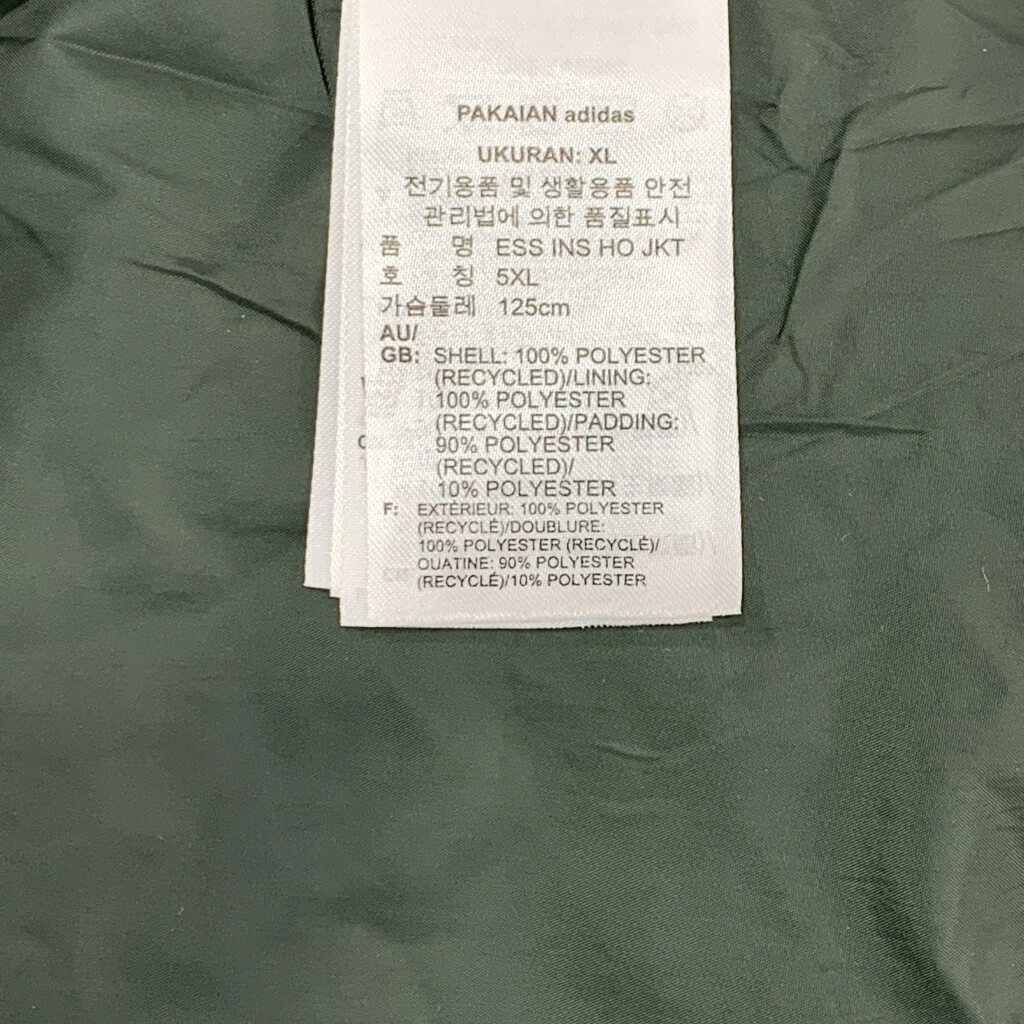 PAKAIAN adidas
UKURAN: XL
전기용품 및 생활용품 안전
관리법에 의한 품질표시
품 명 ESS INS HO JKT
호 칭 5XL
가슴둘레 125cm
AU/
GB: SHELL: 100% POLYESTER
(RECYCLED)/LINING:
100% POLYESTER
(RECYCLED)/PADDING:
90% POLYESTER
(RECYCLED)/
10% POLYESTER
F: EXTÉRIEUR: 100% POLYESTER
(RECYCLÉ)/DOUBLURE:
100% POLYESTER (RECYCLÉ)/
OUATINE: 90% POLYESTER
(RECYCLÉ)/10% POLYESTER